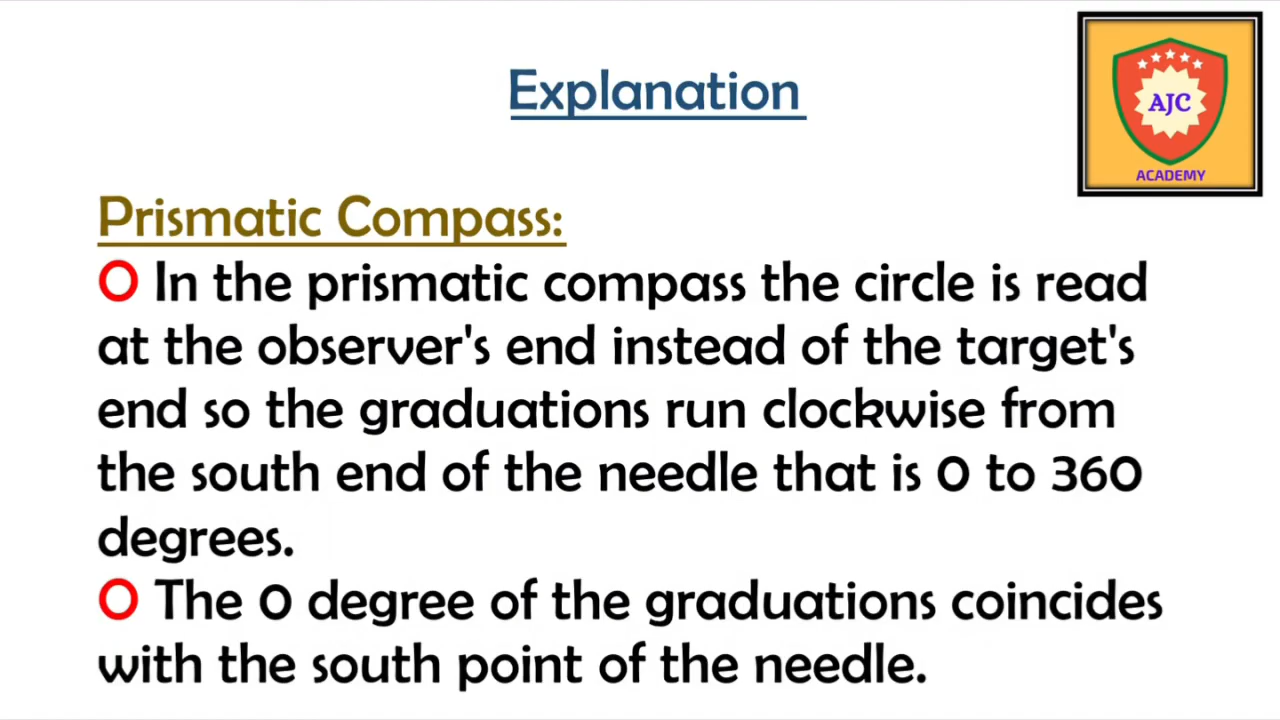 Explanation
AJC
ACADEMY
Prismatic Compass:
O In the prismatic compass the circle is read
at the observer's end instead of the target's
end so the graduations run clockwise from
the south end of the needle that is 0 to 360
degrees.
O The 0 degree of the graduations coincides
with the south point of the needle.